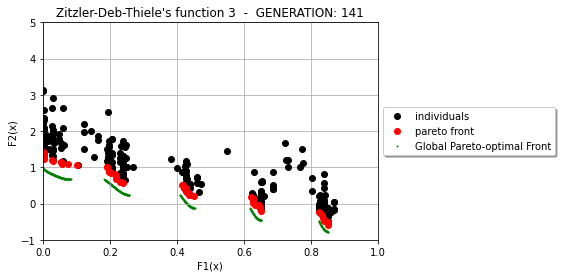 Zitzler-Deb-Thiele's function 3 - GENERATION: 141
5
4
3
2
1
0
−1
F2(x)
0.0 0.2 0.4 0.6 0.8 1.0
F1(x)
individuals
pareto front
Global Pareto-optimal Front